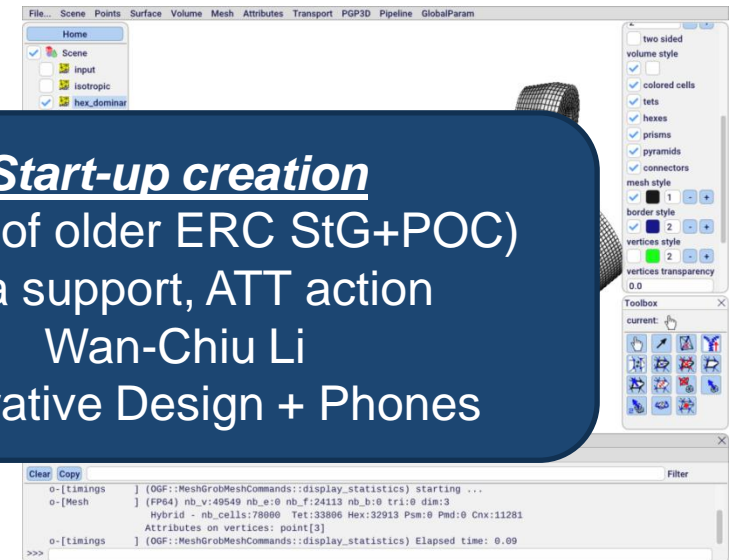 File... Scene Points Surface Volume Mesh Attributes Transport PGP3D Pipeline GlobalParam
Home
Scene
input
isotropic
hex_dominar
two sided
volume style
colored cells
tets
hexes
prisms
pyramids
connectors
mesh style
1 - +
border style
2 - +
vertices style
2 - +
vertices transparency
0.0
Toolbox
current:
Start-up creation
of older ERC StG+POC)
support, ATT action
Wan-Chiu Li
ative Design + Phones
Clear Copy Filter
o-[timings ] (OGF::MeshGrobMeshCommands::display_statistics) starting ...
o-[Mesh ] (FP64) nb_v:49549 nb_e:0 nb_f:24113 nb_b:0 tri:0 dim:3
Hybrid - nb_cells:78000 Tet:33806 Hex:32913 Psm:0 Pmd:0 Cnx:11281
Attributes on vertices: point[3]
o-[timings ] (OGF::MeshGrobMeshCommands::display_statistics) Elapsed time: 0.09
>>>